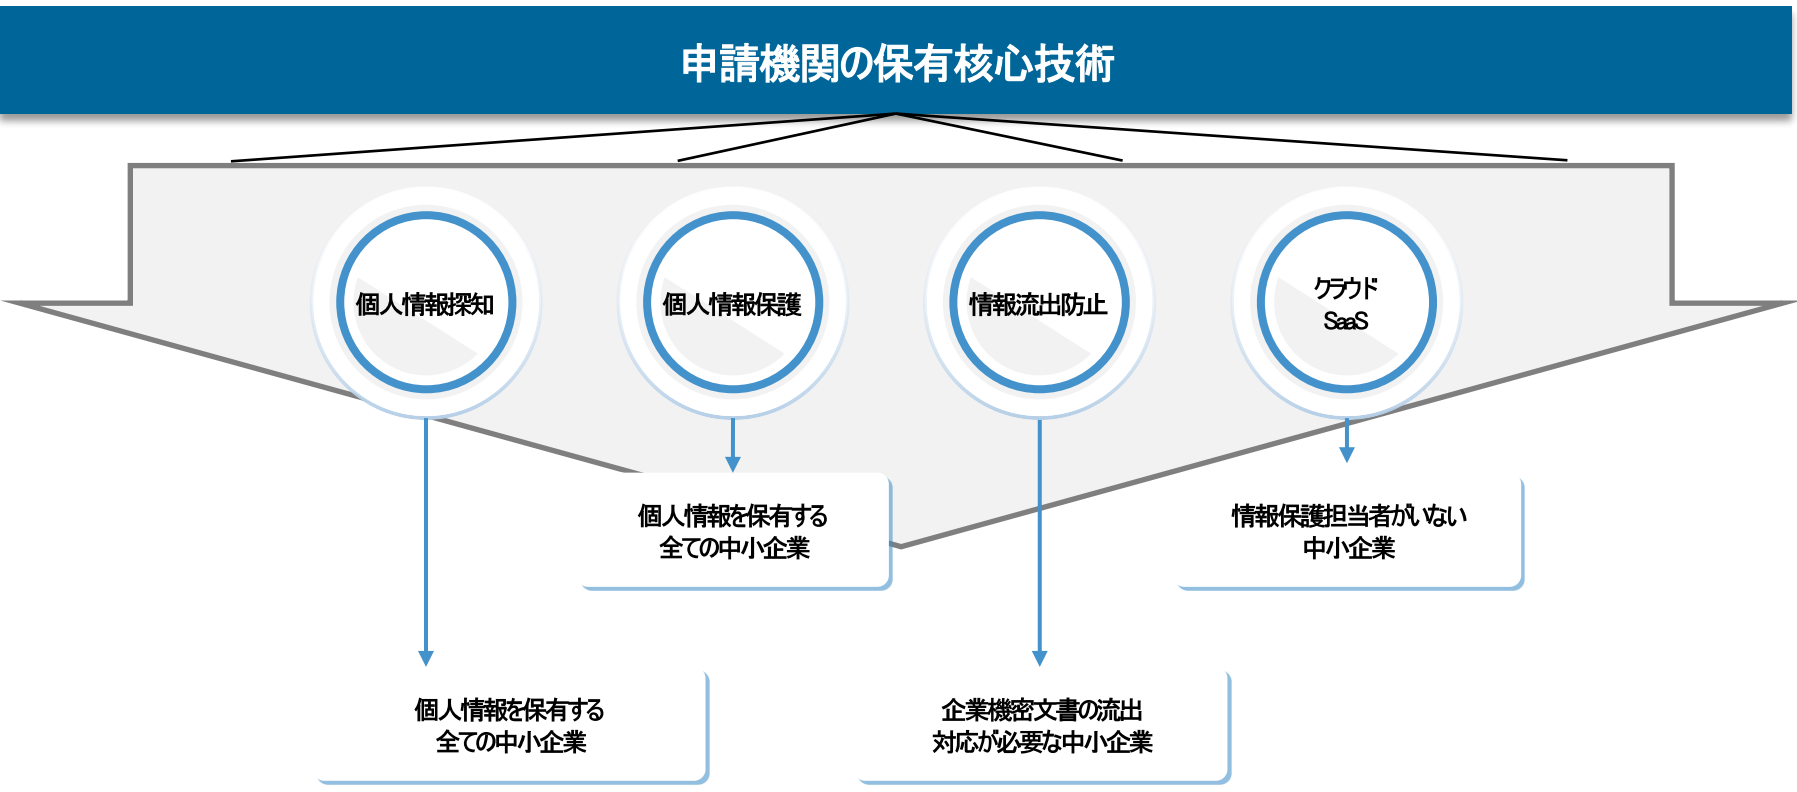 申請機関の保有核心技術
個人情報探知
個人情報保護
情報流出防止
クラウド
SaaS
個人情報を保有する
全ての中小企業
情報保護担当者がいない
中小企業
個人情報を保有する
全ての中小企業
企業機密文書の流出
対応が必要な中小企業